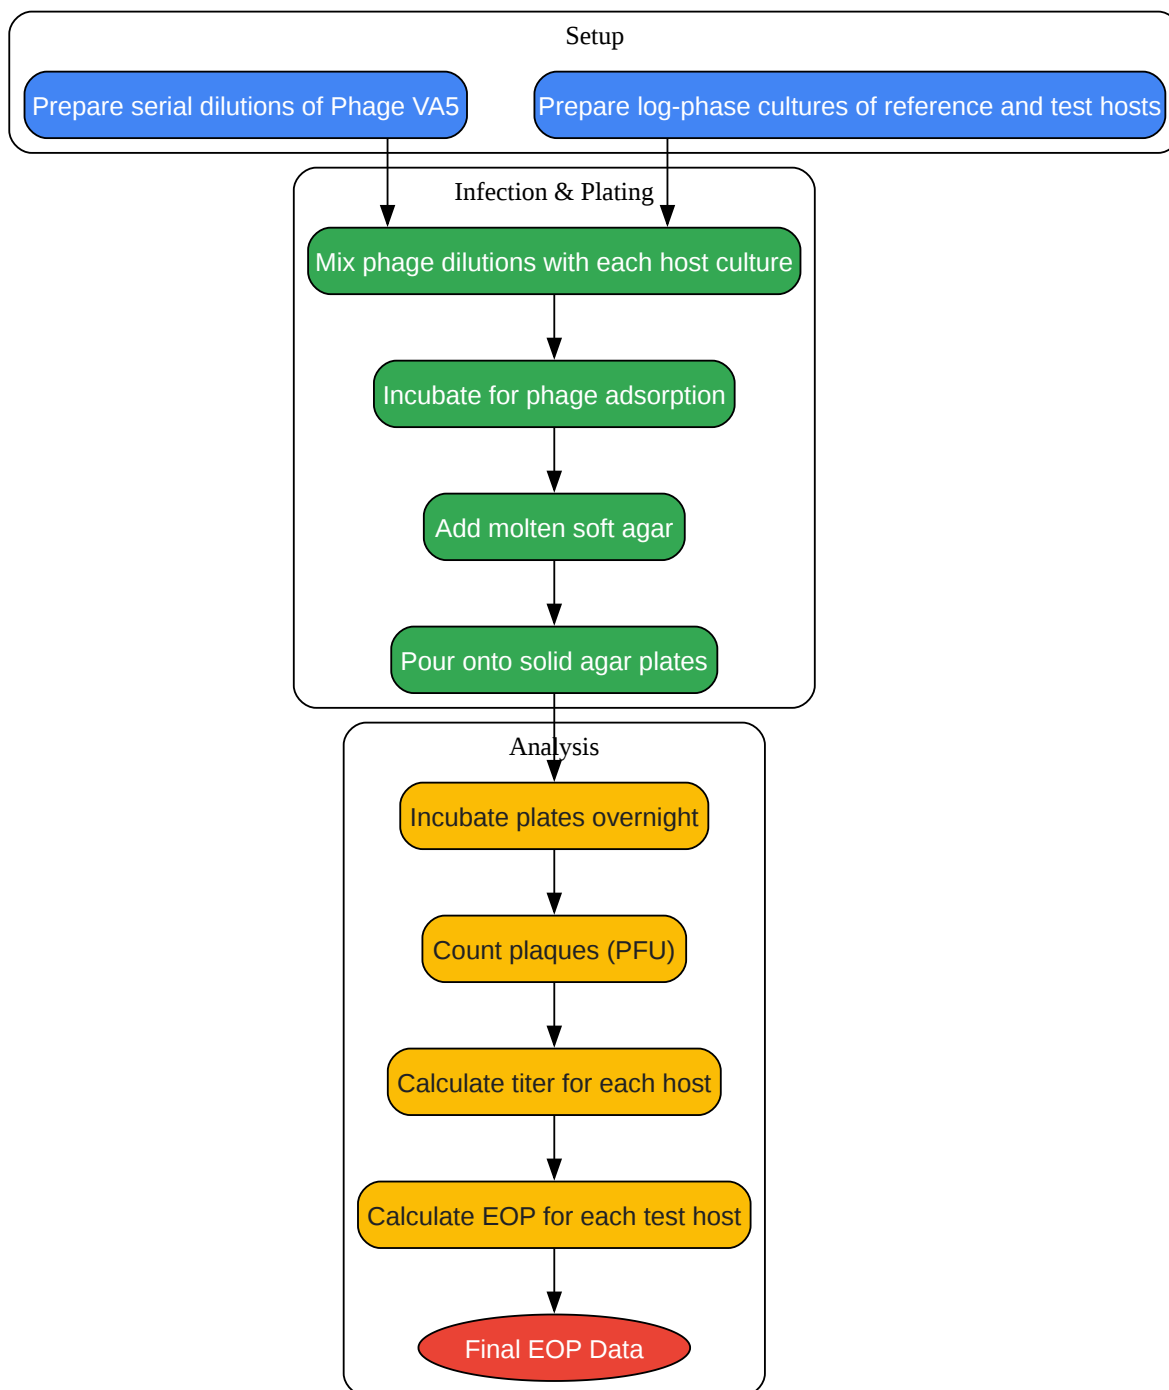 Setup
Prepare serial dilutions of Phage VA5
Prepare log-phase cultures of reference and test hosts
Infection & Plating
Mix phage dilutions with each host culture
Incubate for phage adsorption
Add molten soft agar
Pour onto solid agar plates
Analysis
Incubate plates overnight
Count plaques (PFU)
Calculate titer for each host
Calculate EOP for each test host
Final EOP Data